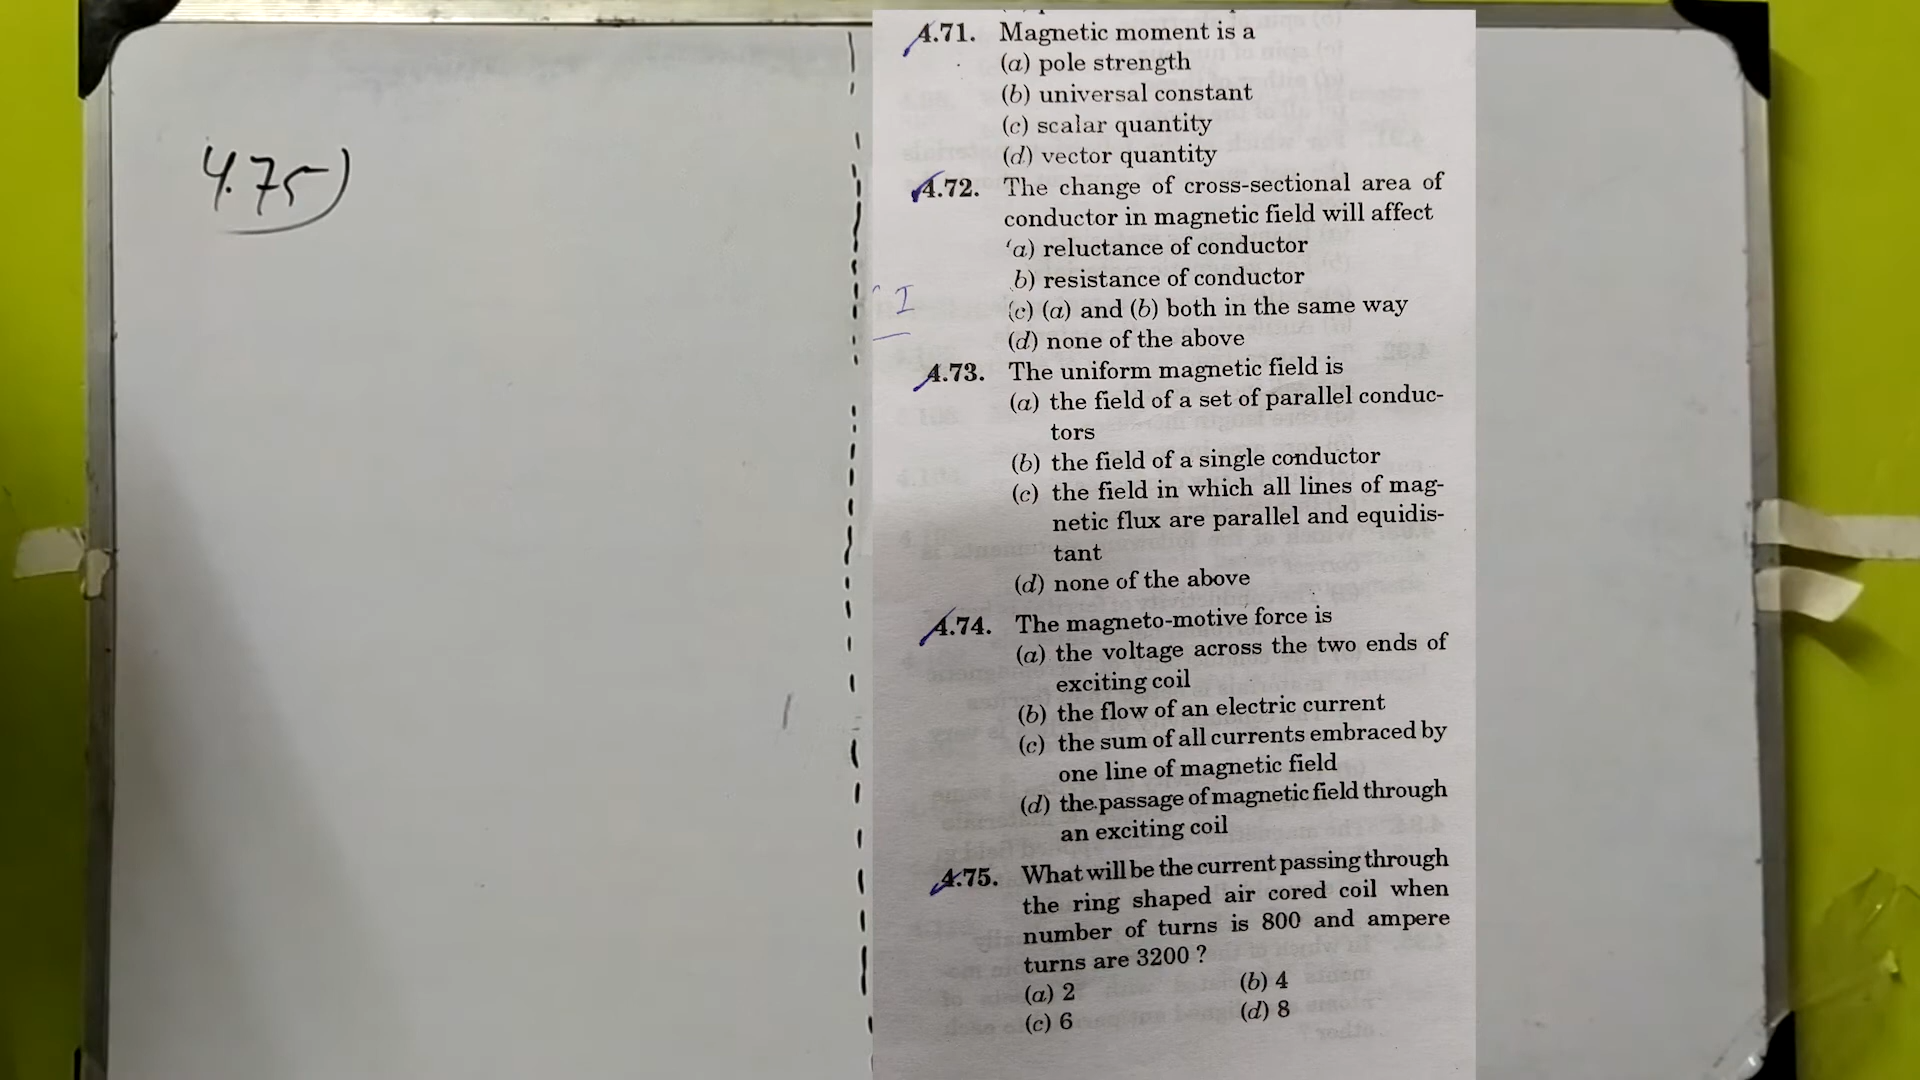 4.75)
I
4.71. Magnetic moment is a
(a) pole strength
(b) universal constant
(c) scalar quantity
(d) vector quantity
4.72. The change of cross-sectional area of
conductor in magnetic field will affect
(a) reluctance of conductor
b) resistance of conductor
(c) (a) and (b) both in the same way
(d) none of the above
4.73. The uniform magnetic field is
(a) the field of a set of parallel conduc-
tors
(b) the field of a single conductor
(c) the field in which all lines of mag-
netic flux are parallel and equidis-
tant
(d) none of the above
4.74. The magneto-motive force is
(a) the voltage across the two ends of
exciting coil
(b) the flow of an electric current
(c) the sum of all currents embraced by
one line of magnetic field
(d) the passage of magnetic field through
an exciting coil
4.75. What will be the current passing through
the ring shaped air cored coil when
number of turns is 800 and ampere
turns are 3200 ?
(a) 2 (b) 4
(c) 6 (d) 8